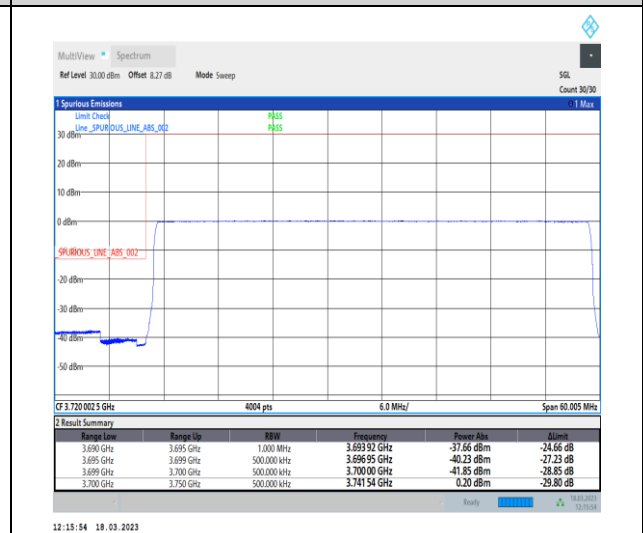 MultiView Spectrum
Ref Level 30.00 dBm Offset 8.27 dB Mode Sweep SGL
Count 30/30
1 Spurious Emissions 1 Max
Limit Check PASS
Line _SPURIOUS_LINE_ABS_002 PASS
30 dBm
20 dBm
10 dBm
0 dBm
_SPURIOUS_LINE_ABS_002
-20 dBm
-30 dBm
-40 dBm
-50 dBm
CF 3.720 002 5 GHz 4004 pts 6.0 MHz/ Span 60.005 MHz
2 Result Summary
Range Low Range Up RBW Frequency Power Abs ΔLimit
3.690 GHz 3.695 GHz 1.000 MHz 3.693 92 GHz -37.66 dBm -24.66 dB
3.695 GHz 3.699 GHz 500.000 kHz 3.696 95 GHz -40.23 dBm -27.23 dB
3.699 GHz 3.700 GHz 500.000 kHz 3.700 00 GHz -41.85 dBm -28.85 dB
3.700 GHz 3.750 GHz 500.000 kHz 3.741 54 GHz 0.20 dBm -29.80 dB
Ready 18.03.2023
12:15:54
12:15:54 18.03.2023